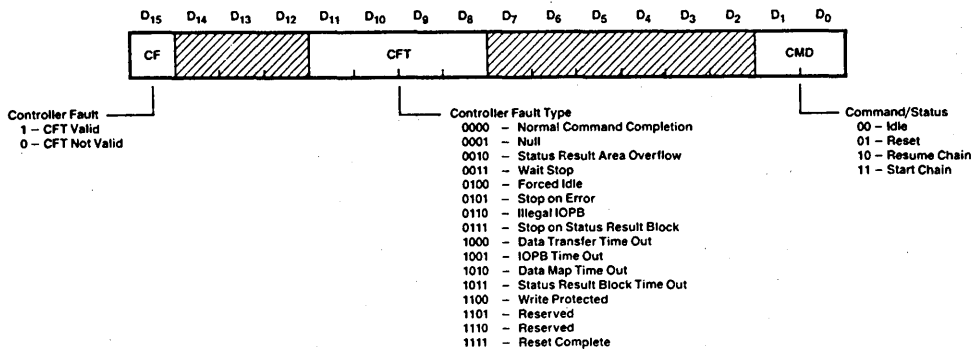 D15 D14 D13 D12 D11 D10 D9 D8 D7 D6 D5 D4 D3 D2 D1 D0
CF CFT CMD
Controller Fault
1 – CFT Valid
0 – CFT Not Valid
Controller Fault Type
0000 – Normal Command Completion
0001 – Null
0010 – Status Result Area Overflow
0011 – Wait Stop
0100 – Forced Idle
0101 – Stop on Error
0110 – Illegal IOPB
0111 – Stop on Status Result Block
1000 – Data Transfer Time Out
1001 – IOPB Time Out
1010 – Data Map Time Out
1011 – Status Result Block Time Out
1100 – Write Protected
1101 – Reserved
1110 – Reserved
1111 – Reset Complete
Command/Status
00 – Idle
01 – Reset
10 – Resume Chain
11 – Start Chain